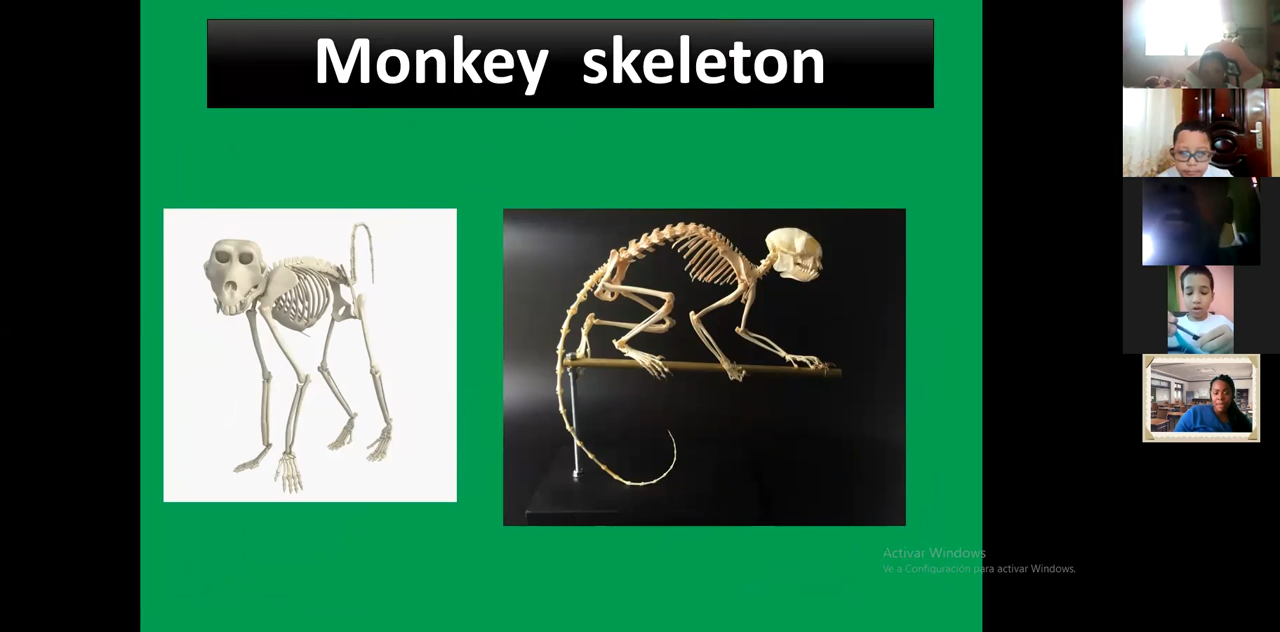 Monkey skeleton
Activar Windows
Ve a Configuración para activar Windows.